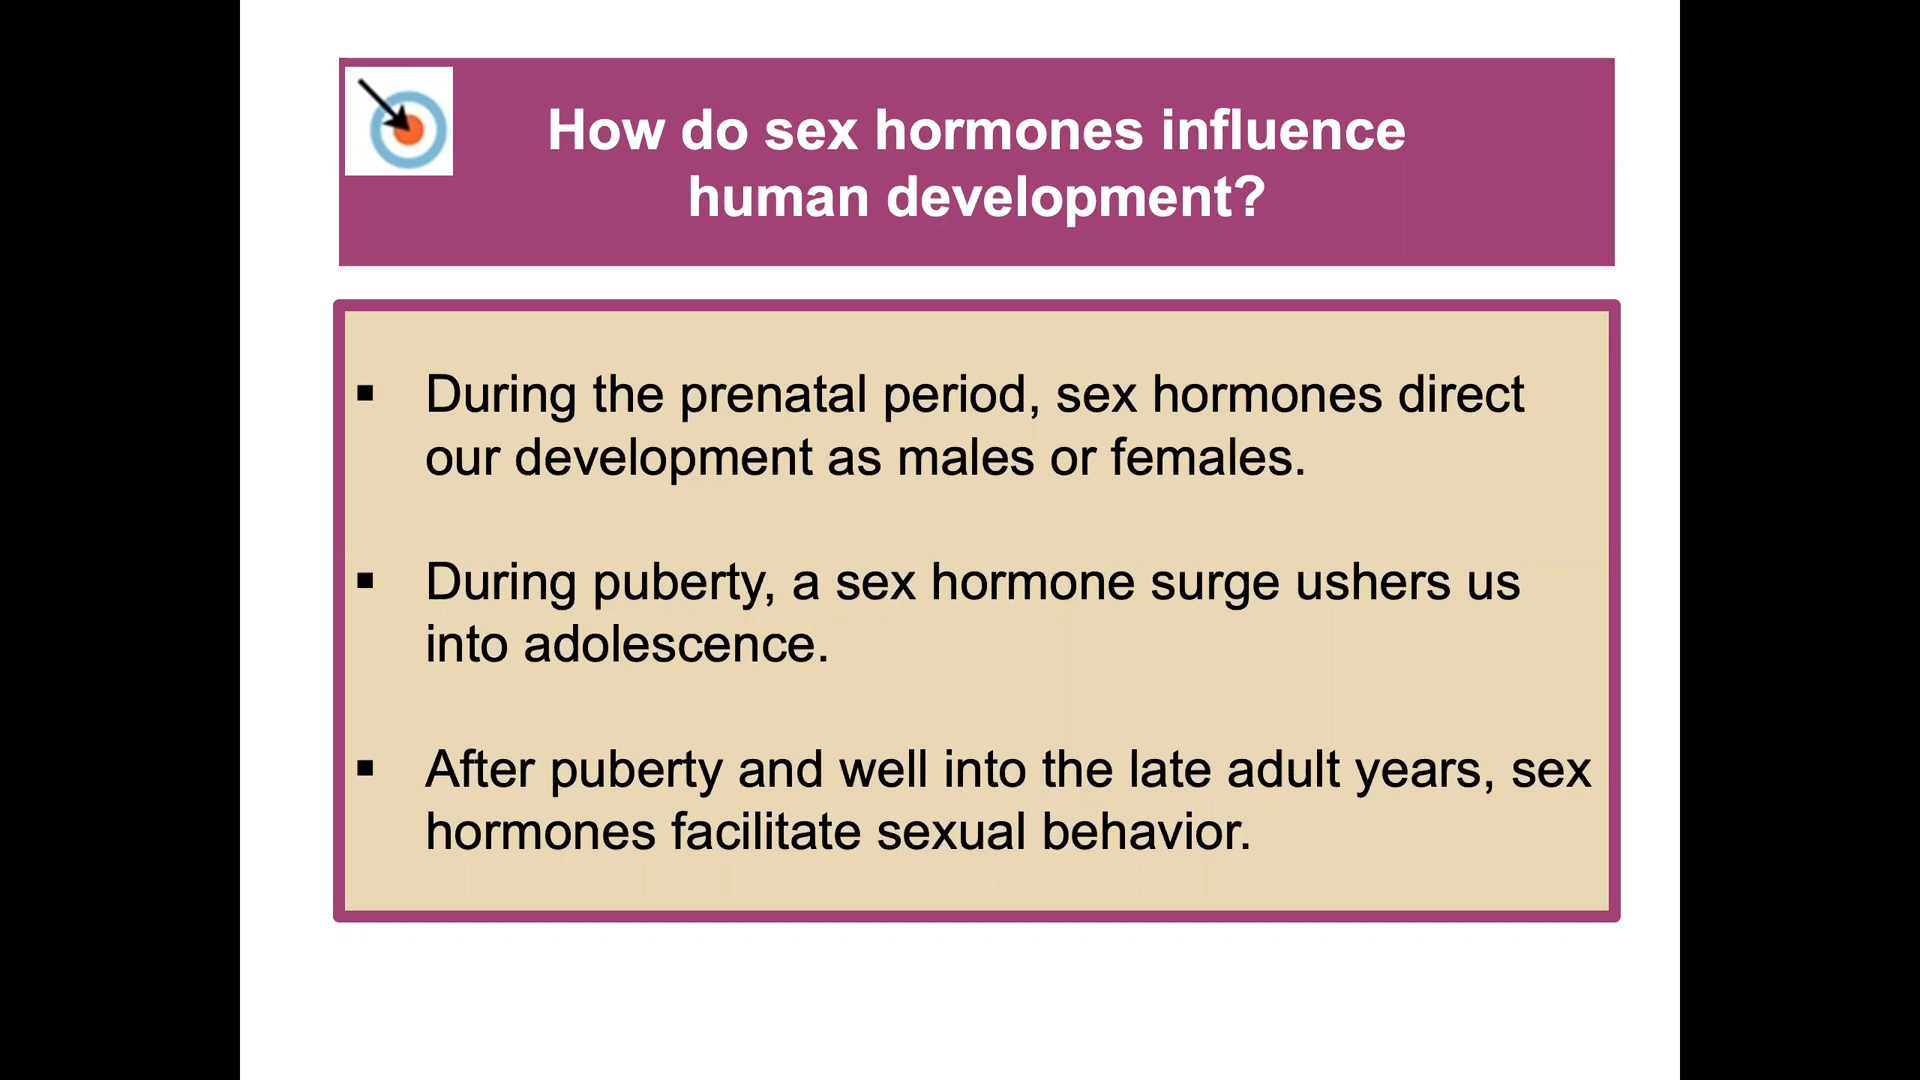 How do sex hormones influence
human development?
▪ During the prenatal period, sex hormones direct
our development as males or females.
▪ During puberty, a sex hormone surge ushers us
into adolescence.
▪ After puberty and well into the late adult years, sex
hormones facilitate sexual behavior.